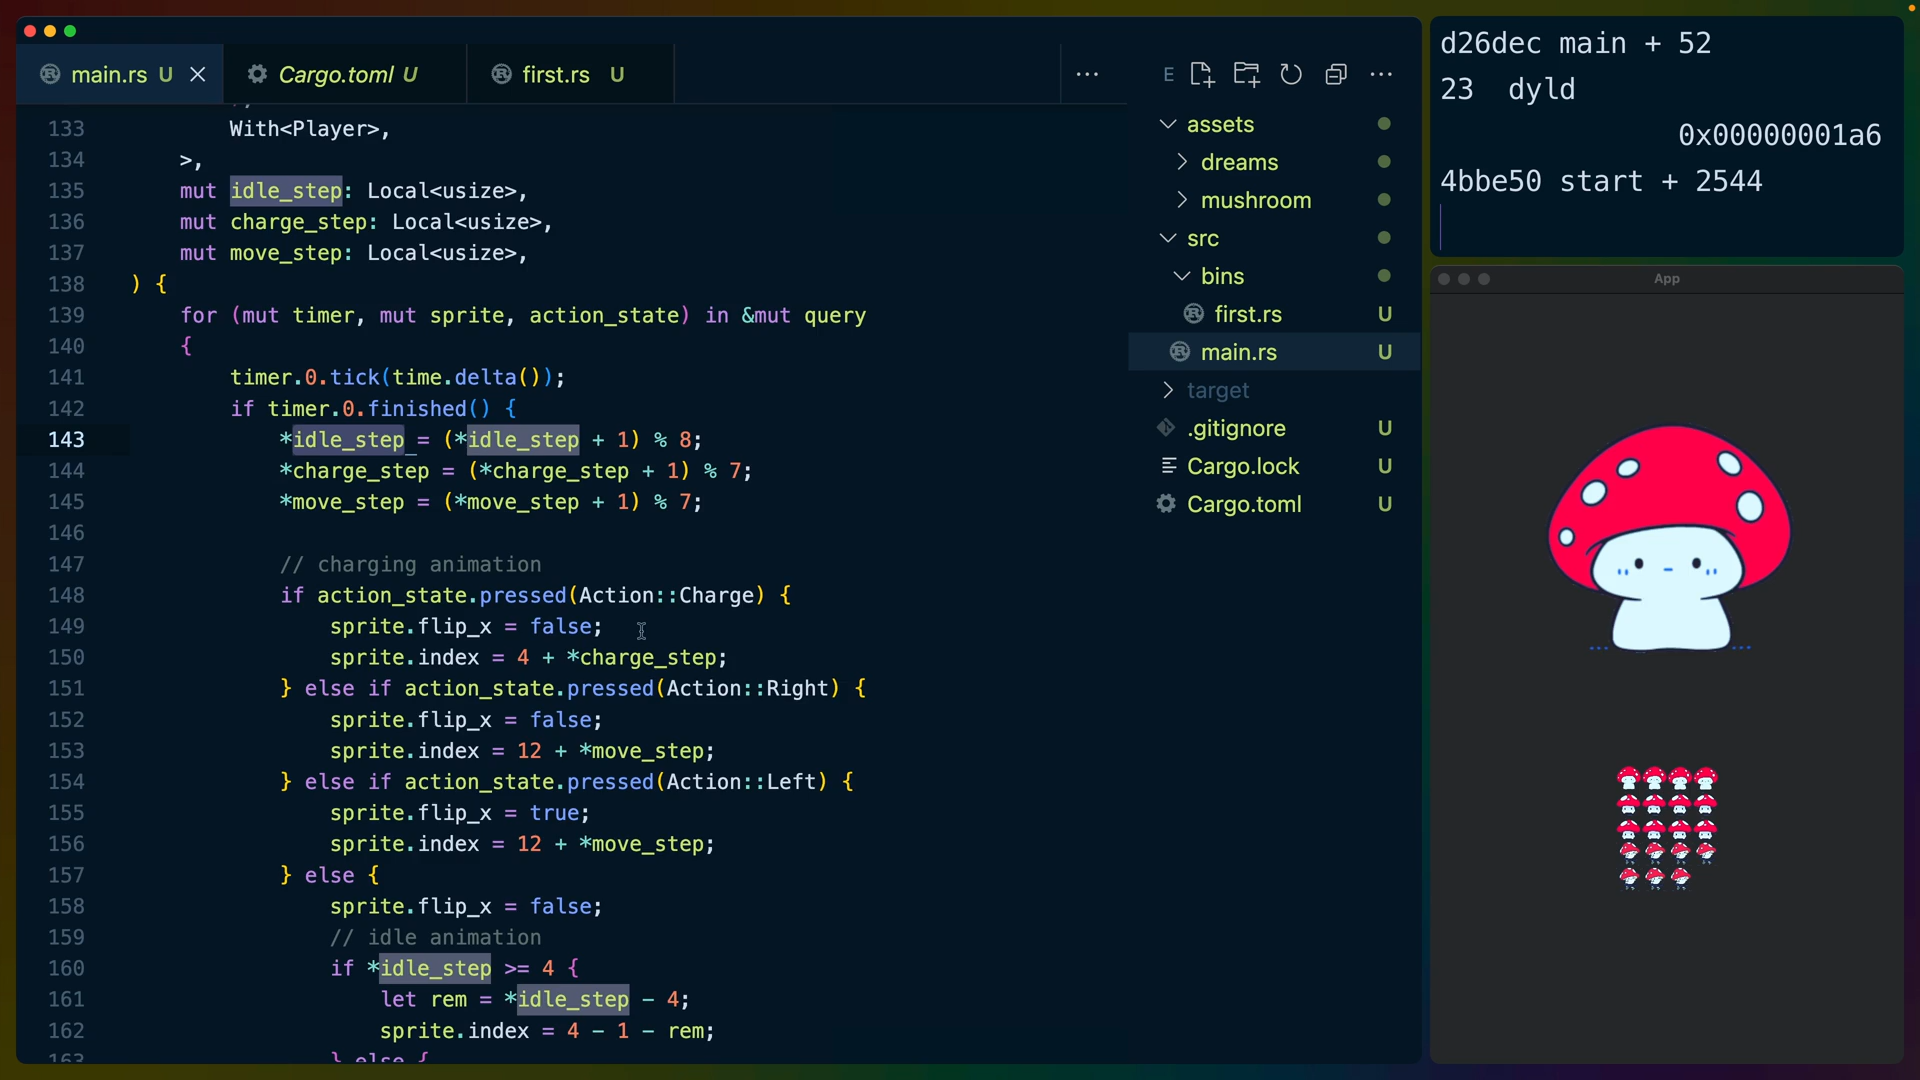 main.rs U
Cargo.toml U
first.rs U
133 With<Player>,
134 >,
135 mut idle_step: Local<usize>,
136 mut charge_step: Local<usize>,
137 mut move_step: Local<usize>,
138 ) {
139 for (mut timer, mut sprite, action_state) in &mut query
140 {
141 timer.0.tick(time.delta());
142 if timer.0.finished() {
143 *idle_step = (*idle_step + 1) % 8;
144 *charge_step = (*charge_step + 1) % 7;
145 *move_step = (*move_step + 1) % 7;
146
147 // charging animation
148 if action_state.pressed(Action::Charge) {
149 sprite.flip_x = false;
150 sprite.index = 4 + *charge_step;
151 } else if action_state.pressed(Action::Right) {
152 sprite.flip_x = false;
153 sprite.index = 12 + *move_step;
154 } else if action_state.pressed(Action::Left) {
155 sprite.flip_x = true;
156 sprite.index = 12 + *move_step;
157 } else {
158 sprite.flip_x = false;
159 // idle animation
160 if *idle_step >= 4 {
161 let rem = *idle_step - 4;
162 sprite.index = 4 - 1 - rem;
163 } else {
E
assets
dreams
mushroom
src
bins
first.rs U
main.rs U
target
.gitignore U
Cargo.lock U
Cargo.toml U
d26dec main + 52
23 dyld
0x00000001a6
4bbe50 start + 2544
App